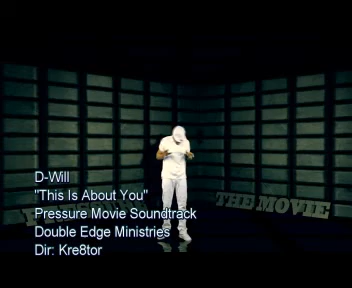 D-Will
"This Is About You"
Pressure Movie Soundtrack
Double Edge Ministries
Dir: Kre8tor
THE MOVIE